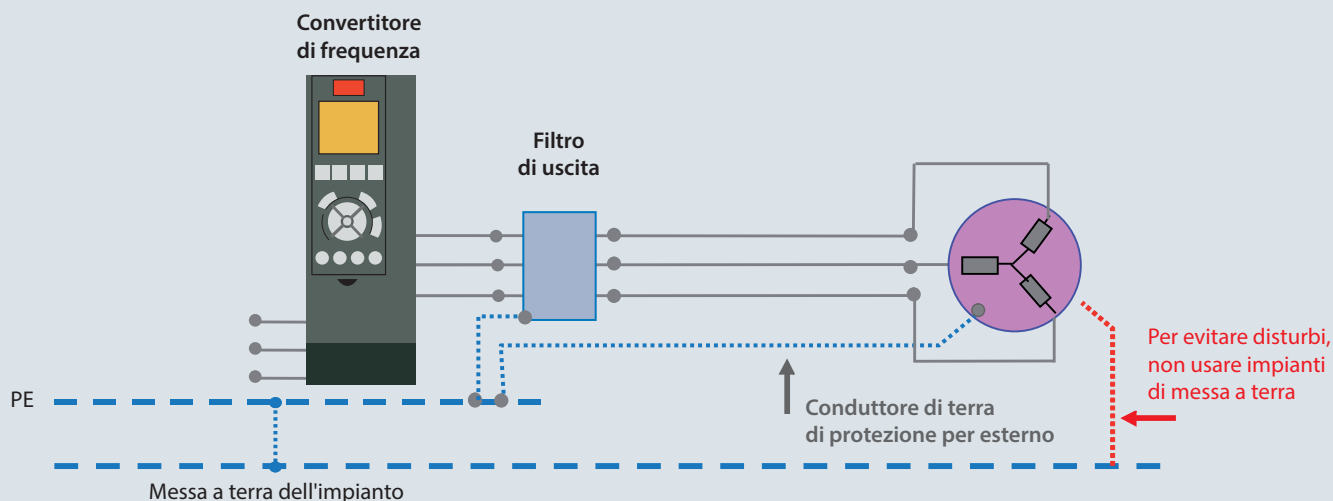 Convertitore
di frequenza
Filtro
di uscita
Per evitare disturbi,
non usare impianti
di messa a terra
PE
Conduttore di terra
di protezione per esterno
Messa a terra dell'impianto